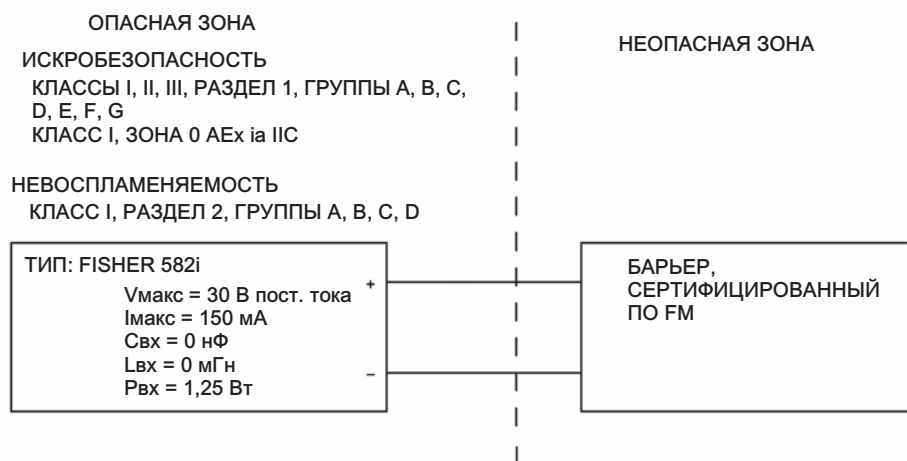 ОПАСНАЯ ЗОНА
НЕОПАСНАЯ ЗОНА
ИСКРОБЕЗОПАСНОСТЬ
КЛАССЫ I, II, III, РАЗДЕЛ 1, ГРУППЫ A, B, C,
D, E, F, G
КЛАСС I, ЗОНА 0 AEx ia IIC
НЕВОСПЛАМЕНЯЕМОСТЬ
КЛАСС I, РАЗДЕЛ 2, ГРУППЫ A, B, C, D
ТИП: FISHER 582i
Vмакс = 30 В пост. тока
Iмакс = 150 мА
Cвх = 0 нФ
Lвх = 0 мГн
Pвх = 1,25 Вт
+
−
БАРЬЕР,
СЕРТИФИЦИРОВАННЫЙ
ПО FM